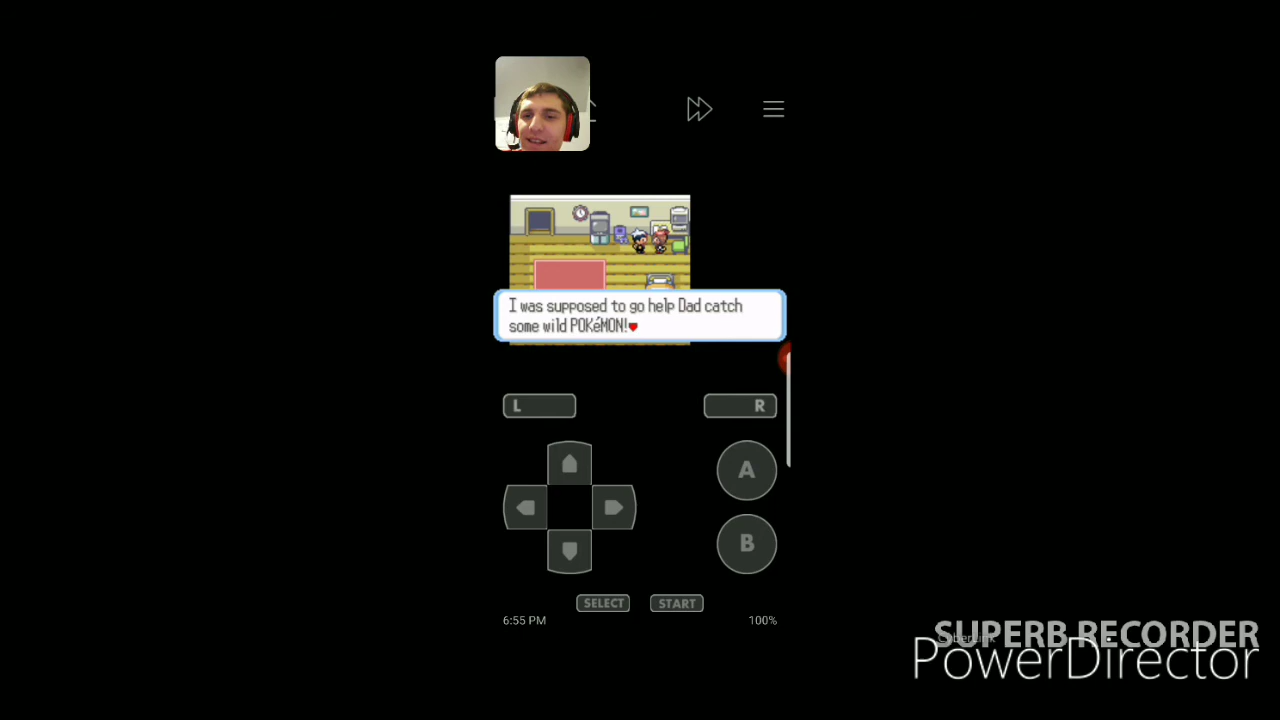 I was supposed to go help Dad catch
some wild POKéMON!
L
R
A
B
SELECT
START
6:55 PM
100%
SUPERB RECORDER
CyberLink
PowerDirector